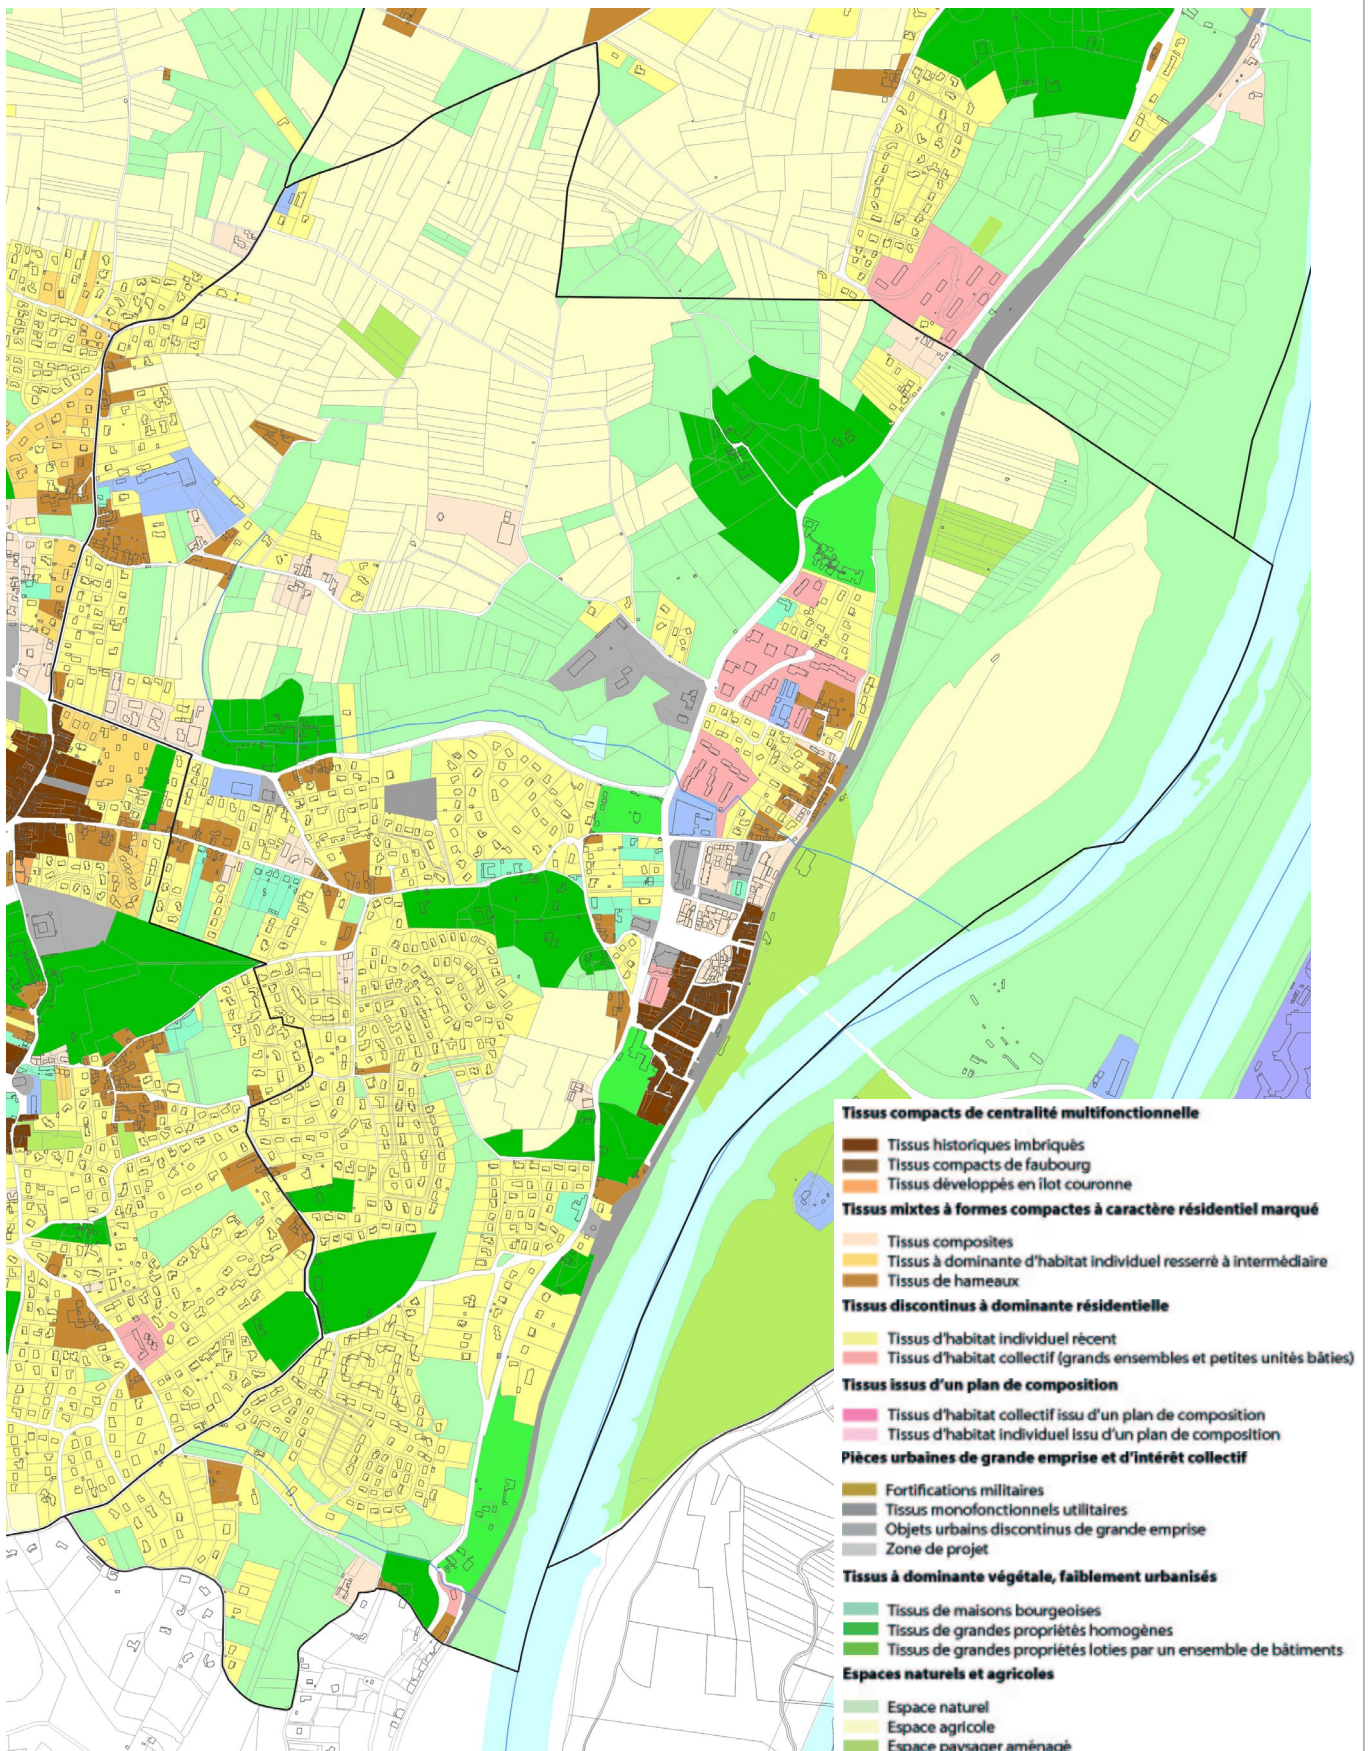 Tissus compacts de centralité multifonctionnelle
Tissus historiques imbriqués
Tissus compacts de faubourg
Tissus développés en îlot couronne
Tissus mixtes à formes compactes à caractère résidentiel marqué
Tissus composites
Tissus à dominante d'habitat individuel resserré à intermédiaire
Tissus de hameaux
Tissus discontinus à dominante résidentielle
Tissus d'habitat individuel récent
Tissus d'habitat collectif (grands ensembles et petites unités bâties)
Tissus issus d'un plan de composition
Tissus d'habitat collectif issu d'un plan de composition
Tissus d'habitat individuel issu d'un plan de composition
Pièces urbaines de grande emprise et d'intérêt collectif
Fortifications militaires
Tissus monofonctionnels utilitaires
Objets urbains discontinus de grande emprise
Zone de projet
Tissus à dominante végétale, faiblement urbanisés
Tissus de maisons bourgeoises
Tissus de grandes propriétés homogènes
Tissus de grandes propriétés loties par un ensemble de bâtiments
Espaces naturels et agricoles
Espace naturel
Espace agricole
Espace paysager aménagé